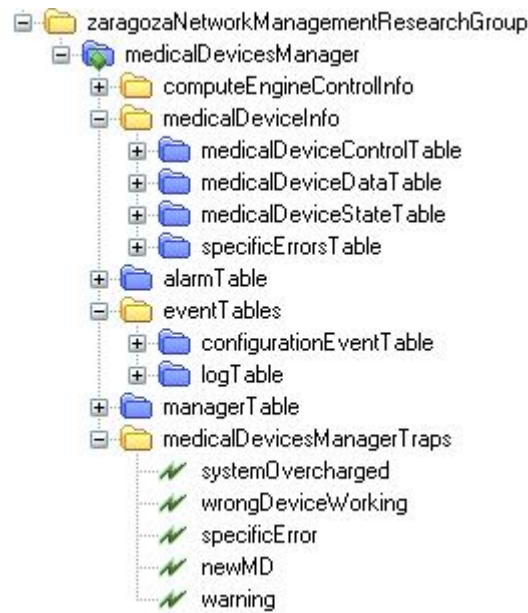 zaragozaNetworkManagementResearchGroup
medicalDevicesManager
computeEngineControlInfo
medicalDeviceInfo
medicalDeviceControlTable
medicalDeviceDataTable
medicalDeviceStateTable
specificErrorsTable
alarmTable
eventTables
configurationEventTable
logTable
managerTable
medicalDevicesManagerTraps
systemOvercharged
wrongDeviceWorking
specificError
newMD
warning